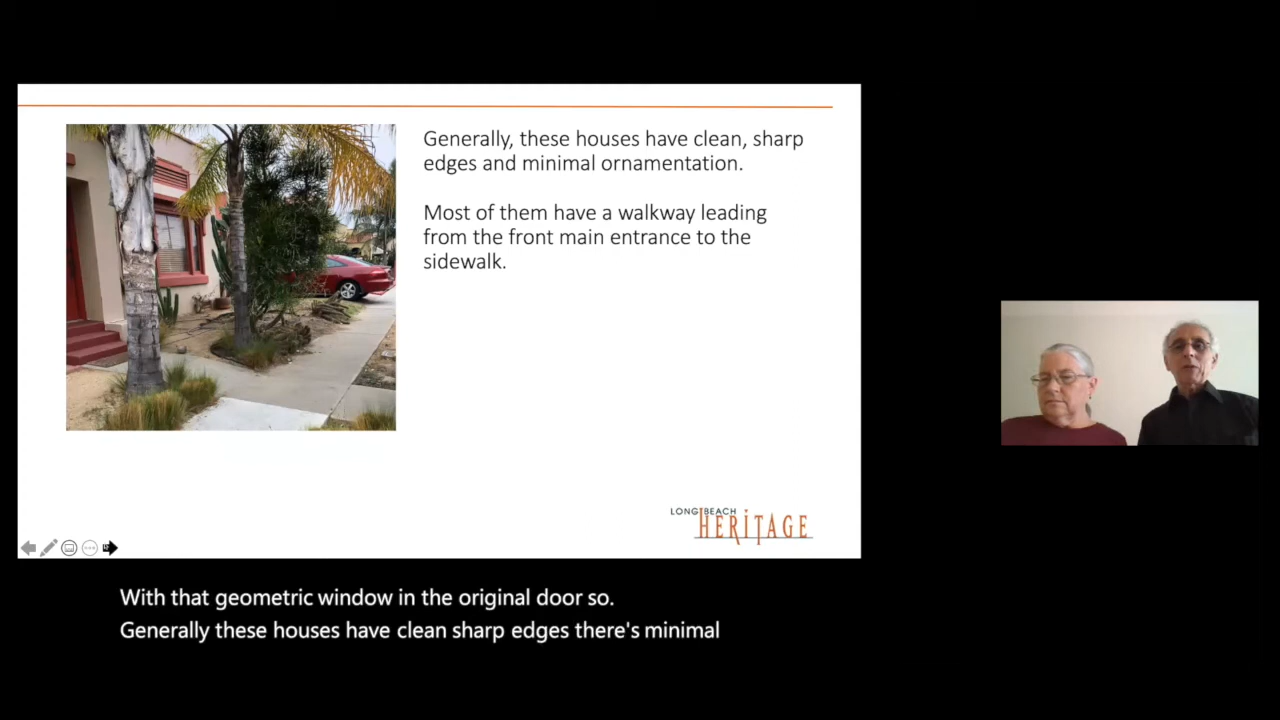 Generally, these houses have clean, sharp
edges and minimal ornamentation.
Most of them have a walkway leading
from the front main entrance to the
sidewalk.
LONG BEACH
HERITAGE
With that geometric window in the original door so.
Generally these houses have clean sharp edges there's minimal